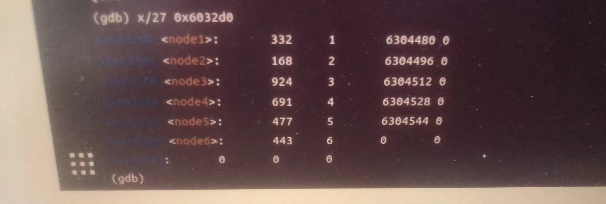 (gdb) x/27 0x6032d0
<node1>: 332 1 6304480 0
<node2>: 168 2 6304496 0
<node3>: 924 3 6304512 0
<node4>: 691 4 6304528 0
<node5>: 477 5 6304544 0
<node6>: 443 6 0 0
: 0 0 0
(gdb)